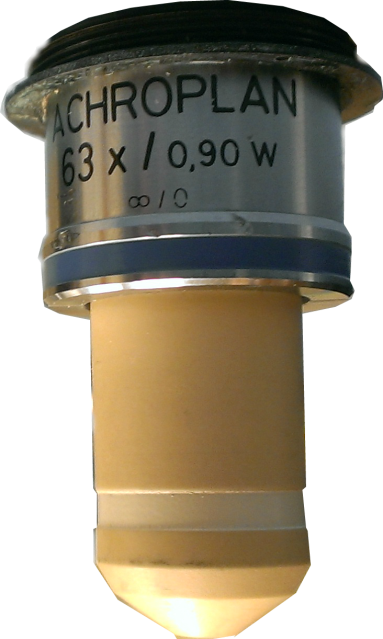 ACHROPLAN
63 x / 0,90 W
∞ / 0